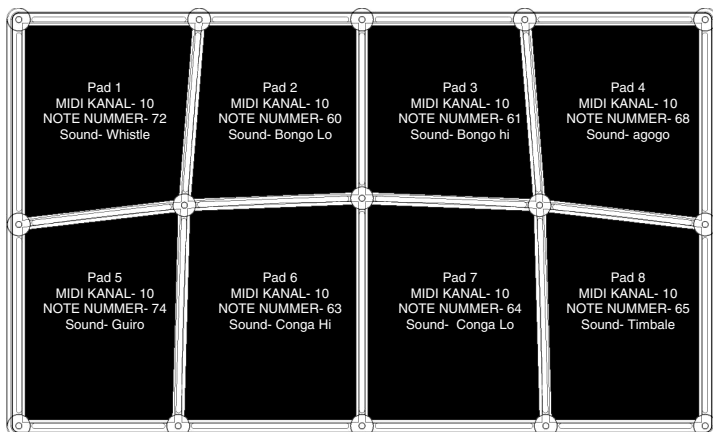 Pad 1
MIDI KANAL- 10
NOTE NUMMER- 72
Sound- Whistle
Pad 2
MIDI KANAL- 10
NOTE NUMMER- 60
Sound- Bongo Lo
Pad 3
MIDI KANAL- 10
NOTE NUMMER- 61
Sound- Bongo hi
Pad 4
MIDI KANAL- 10
NOTE NUMMER- 68
Sound- agogo
Pad 5
MIDI KANAL- 10
NOTE NUMMER- 74
Sound- Guiro
Pad 6
MIDI KANAL- 10
NOTE NUMMER- 63
Sound- Conga Hi
Pad 7
MIDI KANAL- 10
NOTE NUMMER- 64
Sound-  Conga Lo
Pad 8
MIDI KANAL- 10
NOTE NUMMER- 65
Sound- Timbale